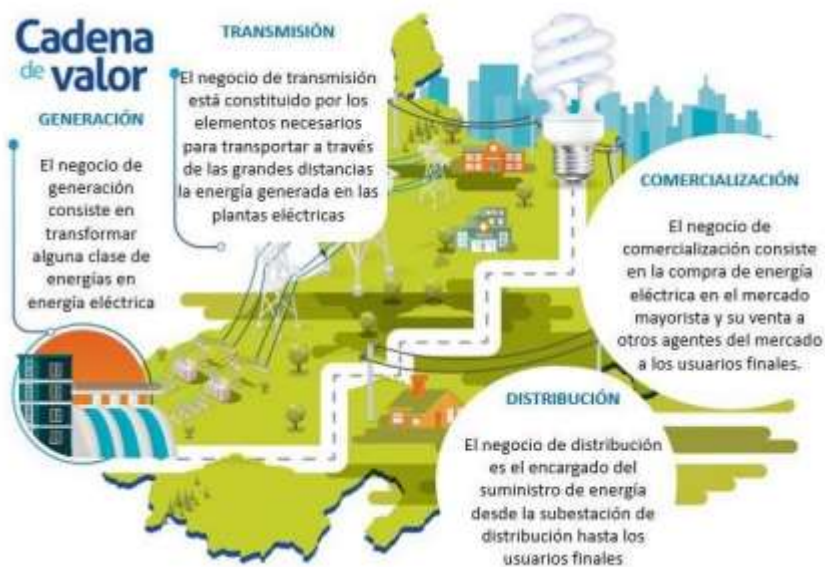 Cadena
de valor
GENERACIÓN
El negocio de
generación
consiste en
transformar
alguna clase de
energías en
energía eléctrica
TRANSMISIÓN
El negocio de transmisión
está constituido por los
elementos necesarios
para transportar a través
de las grandes distancias
la energía generada en las
plantas eléctricas
COMERCIALIZACIÓN
El negocio de
comercialización consiste
en la compra de energía
eléctrica en el mercado
mayorista y su venta a
otros agentes del mercado
a los usuarios finales.
DISTRIBUCIÓN
El negocio de distribución
es el encargado del
suministro de energía
desde la subestación de
distribución hasta los
usuarios finales